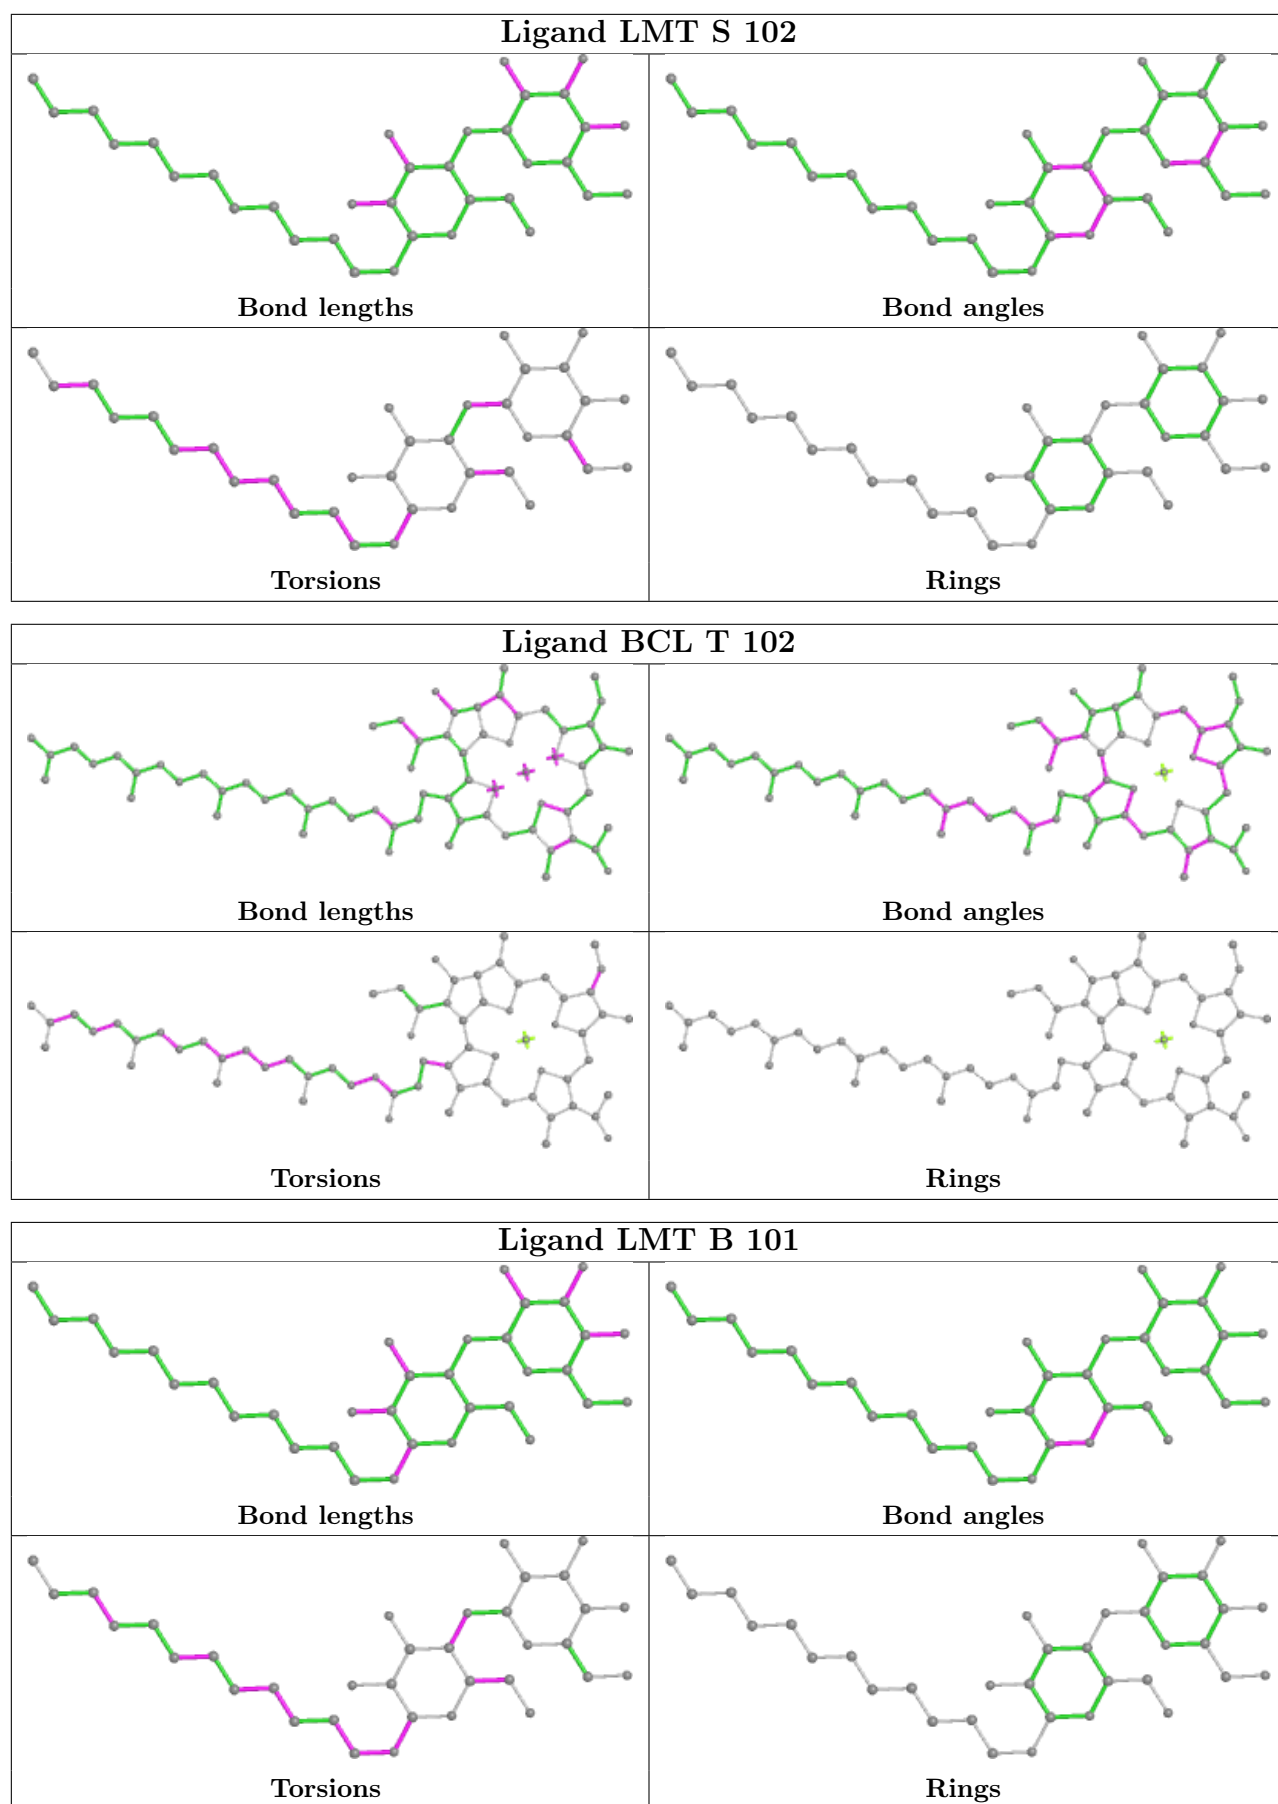 Ligand LMT S 102
Bond lengths
Bond angles
Torsions
Rings
Ligand BCL T 102
Bond lengths
Bond angles
Torsions
Rings
Ligand LMT B 101
Bond lengths
Bond angles
Torsions
Rings